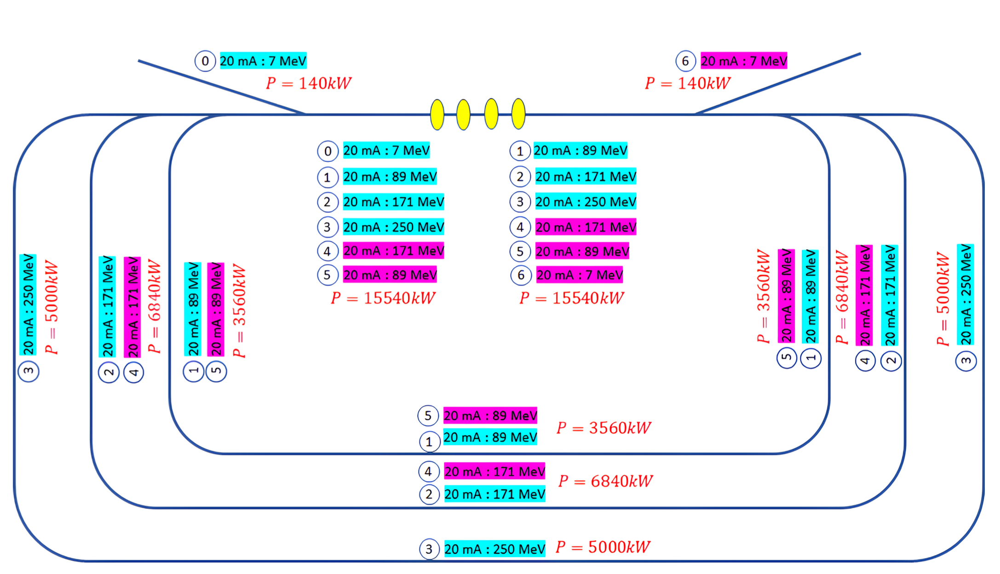 0 20 mA : 7 MeV
P = 140kW
6 20 mA : 7 MeV
P = 140kW
0 20 mA : 7 MeV
1 20 mA : 89 MeV
2 20 mA : 171 MeV
3 20 mA : 250 MeV
4 20 mA : 171 MeV
5 20 mA : 89 MeV
P = 15540kW
1 20 mA : 89 MeV
2 20 mA : 171 MeV
3 20 mA : 250 MeV
4 20 mA : 171 MeV
5 20 mA : 89 MeV
6 20 mA : 7 MeV
P = 15540kW
3 20 mA : 250 MeV
P = 5000kW
2 20 mA : 171 MeV
4 20 mA : 171 MeV
P = 6840kW
1 20 mA : 89 MeV
5 20 mA : 89 MeV
P = 3560kW
P = 3560kW
5 20 mA : 89 MeV
1 20 mA : 89 MeV
P = 6840kW
4 20 mA : 171 MeV
2 20 mA : 171 MeV
P = 5000kW
3 20 mA : 250 MeV
5 20 mA : 89 MeV
1 20 mA : 89 MeV
P = 3560kW
4 20 mA : 171 MeV
2 20 mA : 171 MeV
P = 6840kW
3 20 mA : 250 MeV
P = 5000kW